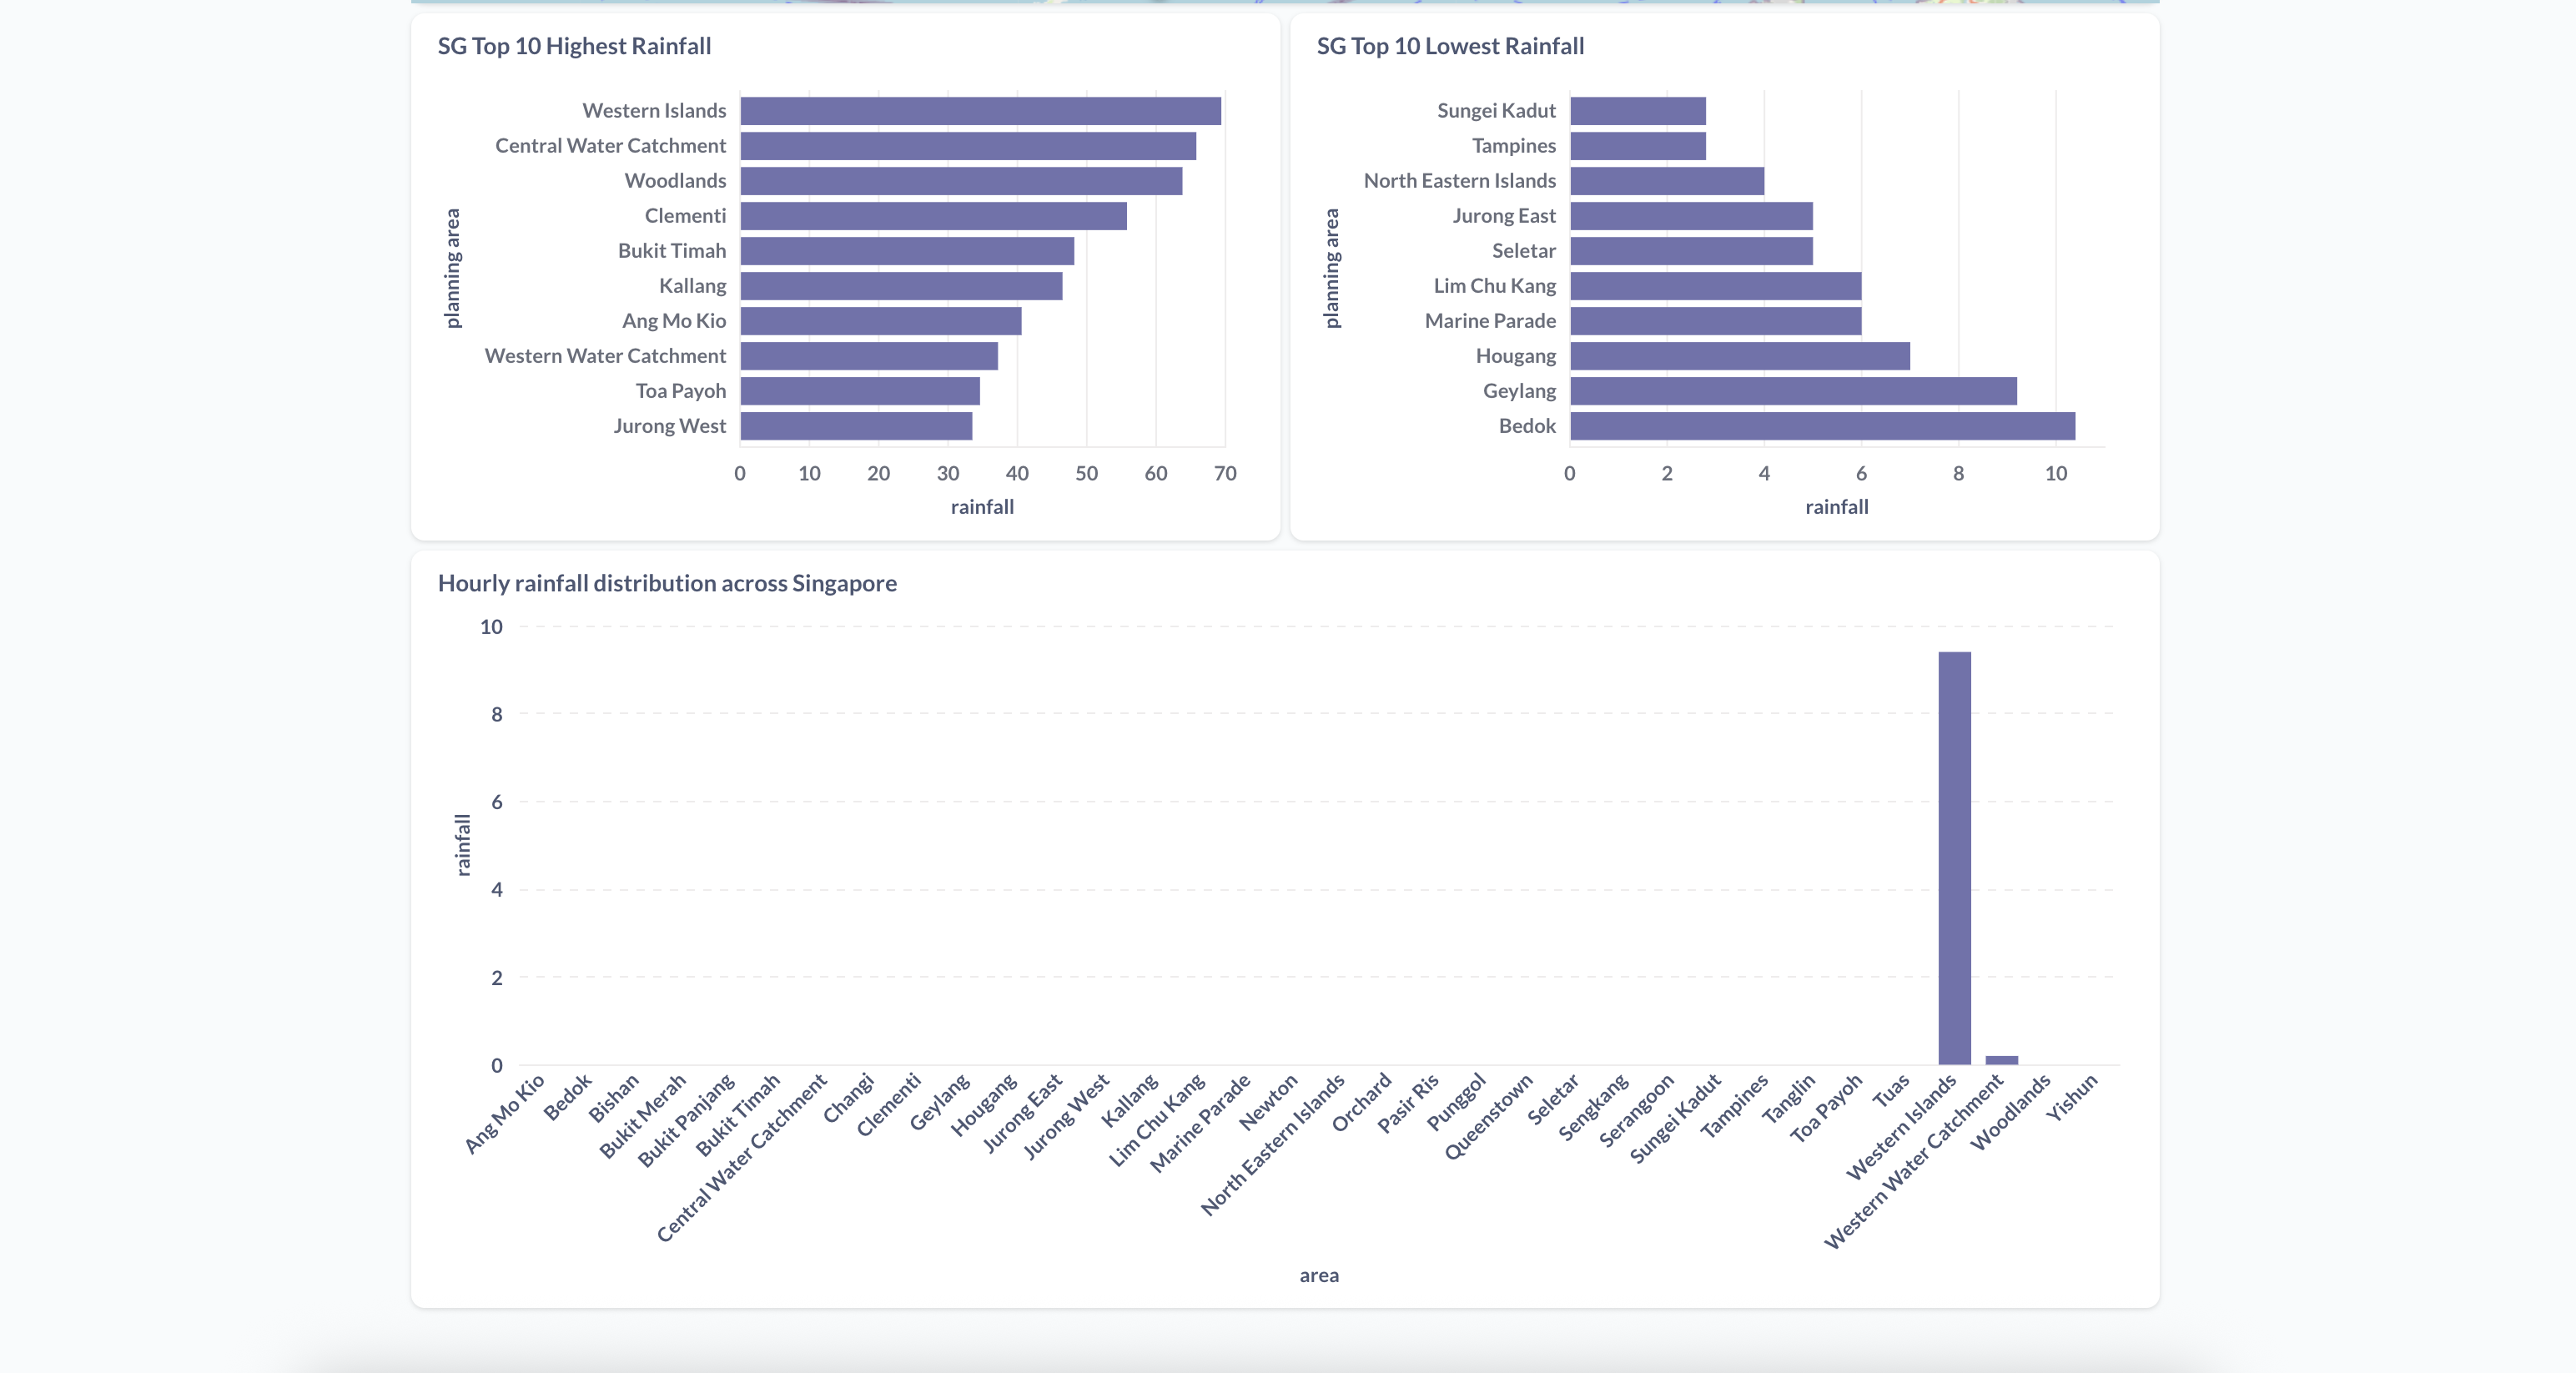 SG Top 10 Highest Rainfall
planning area
Western Islands
Central Water Catchment
Woodlands
Clementi
Bukit Timah
Kallang
Ang Mo Kio
Western Water Catchment
Toa Payoh
Jurong West
0 10 20 30 40 50 60 70
rainfall
SG Top 10 Lowest Rainfall
planning area
Sungei Kadut
Tampines
North Eastern Islands
Jurong East
Seletar
Lim Chu Kang
Marine Parade
Hougang
Geylang
Bedok
0 2 4 6 8 10
rainfall
Hourly rainfall distribution across Singapore
rainfall
10
8
6
4
2
0
Ang Mo Kio
Bedok
Bishan
Bukit Merah
Bukit Panjang
Bukit Timah
Central Water Catchment
Changi
Clementi
Geylang
Hougang
Jurong East
Jurong West
Kallang
Lim Chu Kang
Marine Parade
Newton
North Eastern Islands
Orchard
Pasir Ris
Punggol
Queenstown
Seletar
Sengkang
Serangoon
Sungei Kadut
Tampines
Tanglin
Toa Payoh
Tuas
Western Islands
Western Water Catchment
Woodlands
Yishun
area